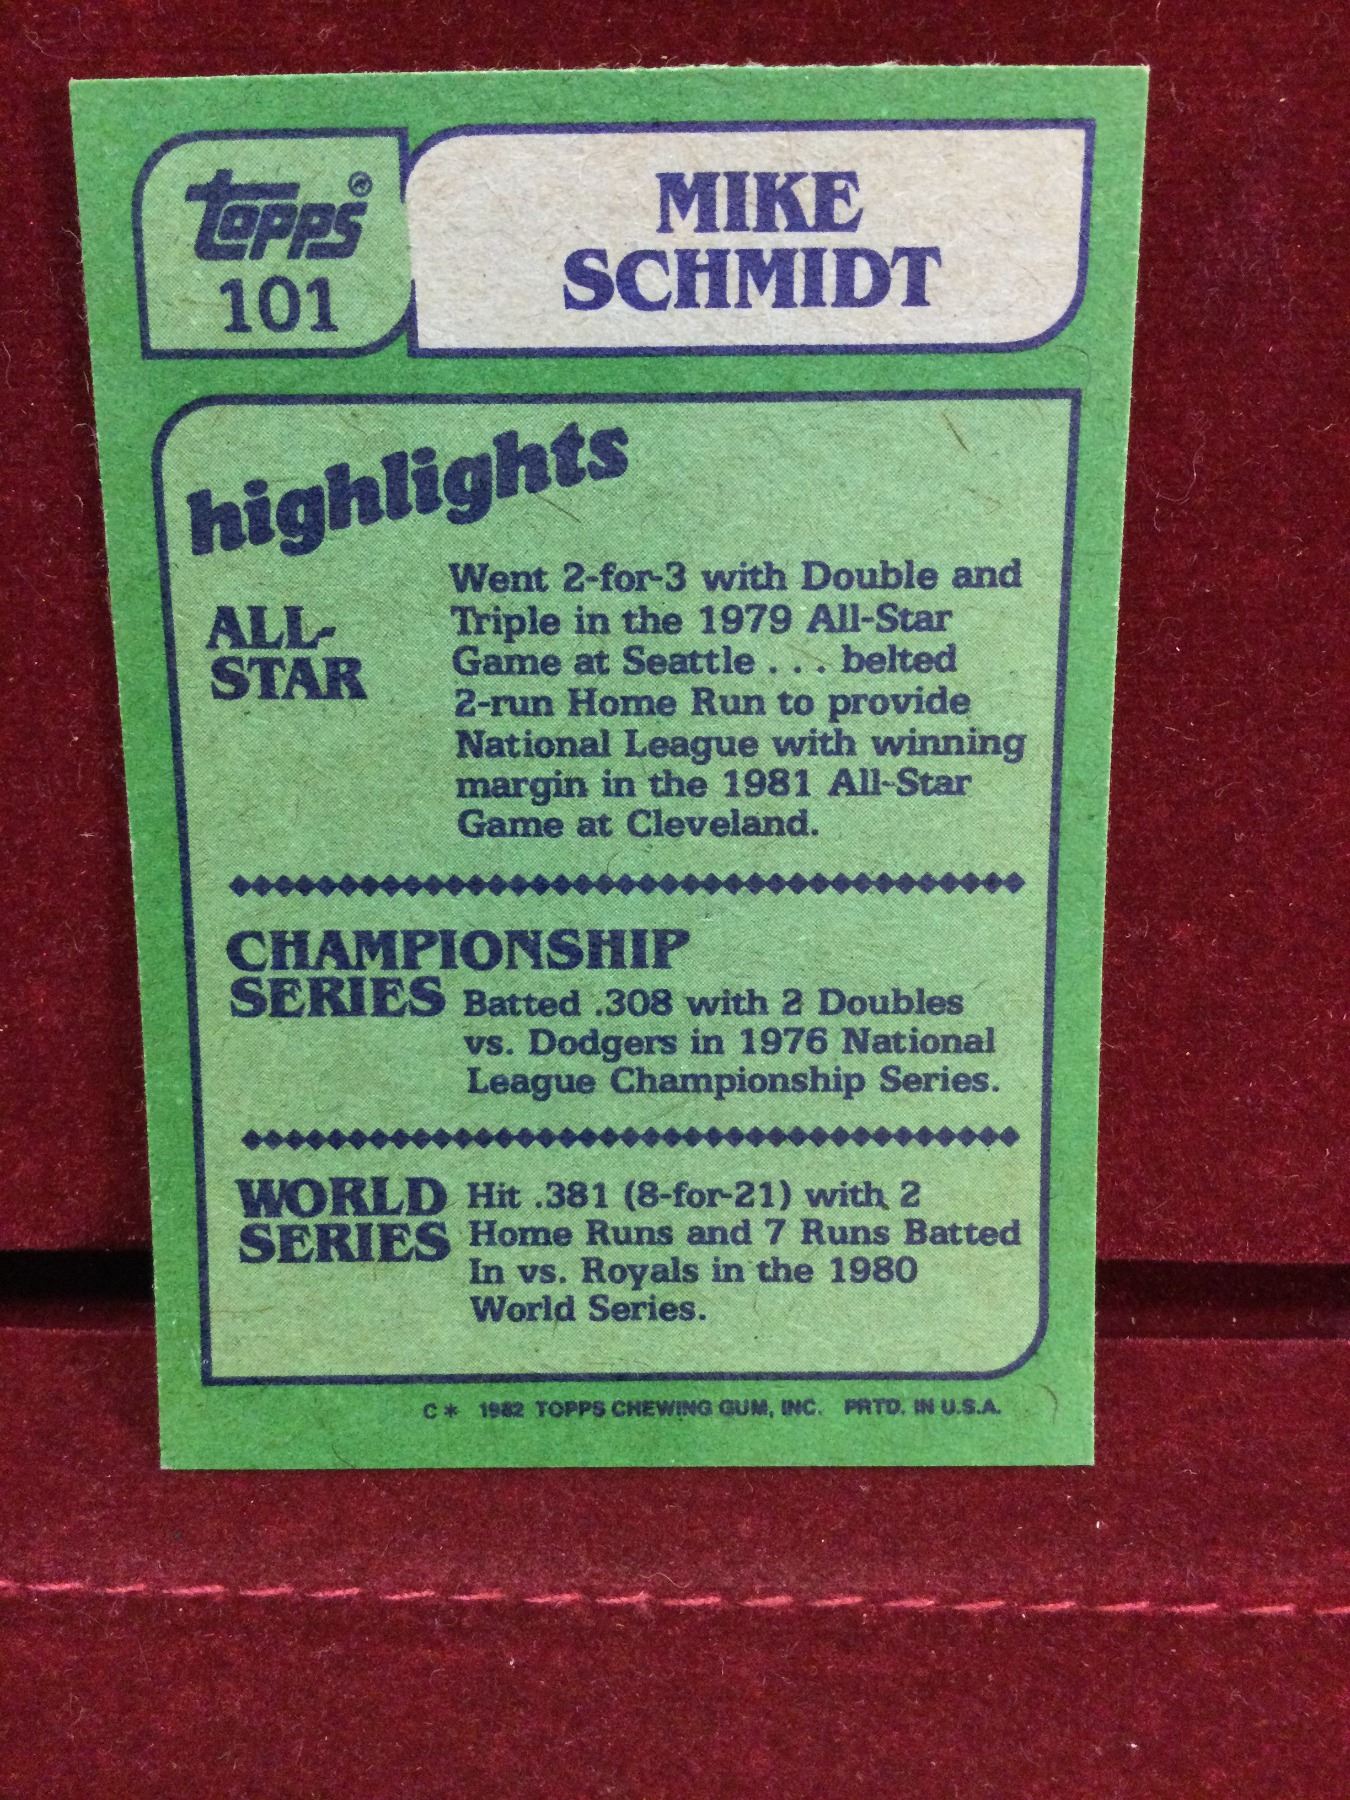 topps®
101
MIKE
SCHMIDT
highlights
ALL-
STAR
Went 2-for-3 with Double and
Triple in the 1979 All-Star
Game at Seattle . . . belted
2-run Home Run to provide
National League with winning
margin in the 1981 All-Star
Game at Cleveland.
CHAMPIONSHIP
SERIES Batted .308 with 2 Doubles
vs. Dodgers in 1976 National
League Championship Series.
WORLD
SERIES
Hit .381 (8-for-21) with 2
Home Runs and 7 Runs Batted
In vs. Royals in the 1980
World Series.
C * 1982 TOPPS CHEWING GUM, INC. PRTD. IN U.S.A.